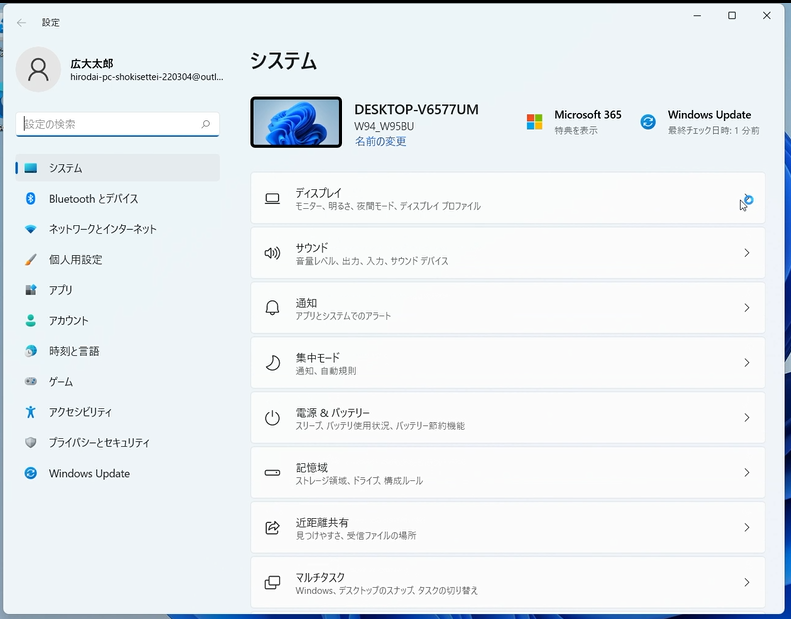 設定
広大太郎
hirodai-pc-shokisettei-220304@outl...
設定の検索
システム
Bluetooth とデバイス
ネットワークとインターネット
個人用設定
アプリ
アカウント
時刻と言語
ゲーム
アクセシビリティ
プライバシーとセキュリティ
Windows Update
システム
DESKTOP-V6577UM
W94_W95BU
名前の変更
Microsoft 365
特典を表示
Windows Update
最終チェック日時: 1 分前
ディスプレイ
モニター、明るさ、夜間モード、ディスプレイ プロファイル
サウンド
音量レベル、出力、入力、サウンド デバイス
通知
アプリとシステムでのアラート
集中モード
通知、自動規則
電源 & バッテリー
スリープ、バッテリ使用状況、バッテリー節約機能
記憶域
ストレージ領域、ドライブ、構成ルール
近距離共有
見つけやすさ、受信ファイルの場所
マルチタスク
Windows、デスクトップのスナップ、タスクの切り替え